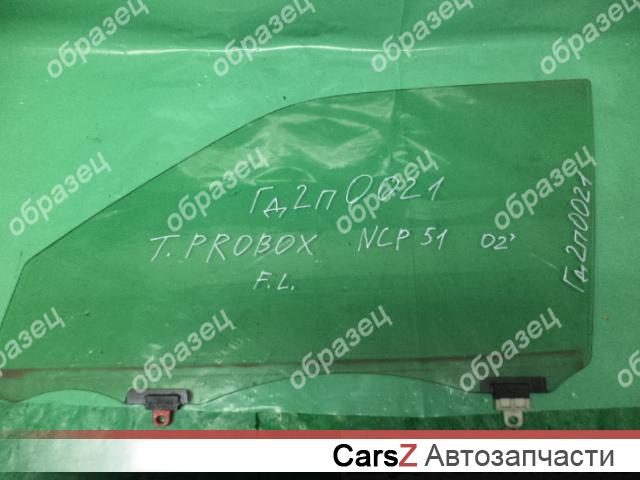 Гд2п0021
T. PROBOX NCP 51 02'
F.L.
Гд2п0021
образец образец образец образец
образец образец образец
образец образец образец
образец образец
CarsZ Автозапчасти